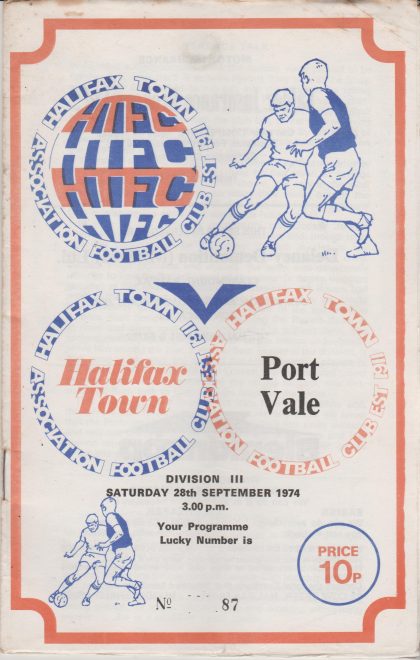 HALIFAX TOWN 1911
ASSOCIATION FOOTBALL CLUB EST
HTFC
HTFC
HTFC
HTFC
HALIFAX TOWN 1911
ASSOCIATION FOOTBALL CLUB EST
Halifax
Town
HALIFAX TOWN 1911
ASSOCIATION FOOTBALL CLUB EST
Port
Vale
DIVISION III
SATURDAY 28th SEPTEMBER 1974
3.00 p.m.
Your Programme
Lucky Number is
No 87
PRICE
10p